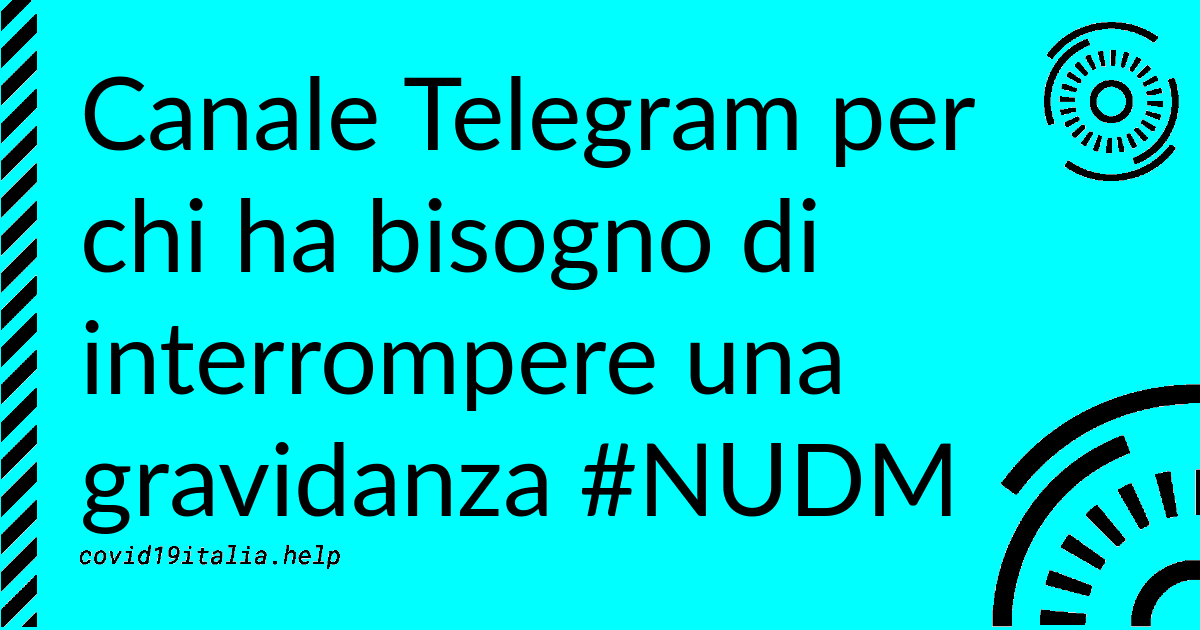 Canale Telegram per
chi ha bisogno di
interrompere una
gravidanza #NUDM
covid19italia.help